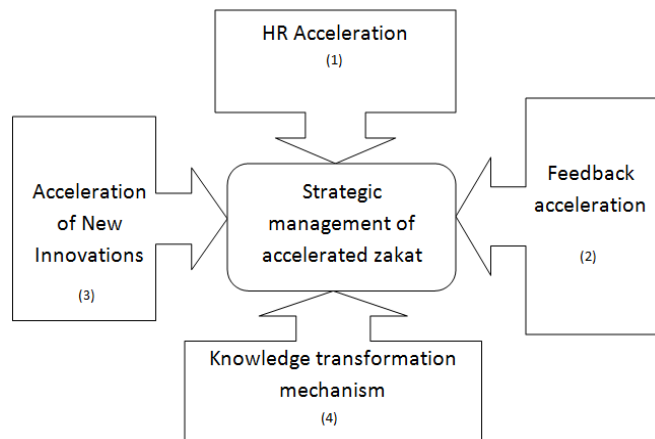 HR Acceleration
(1)
Feedback
acceleration
(2)
Acceleration
of New
Innovations
(3)
Strategic
management of
accelerated zakat
Knowledge transformation
mechanism
(4)